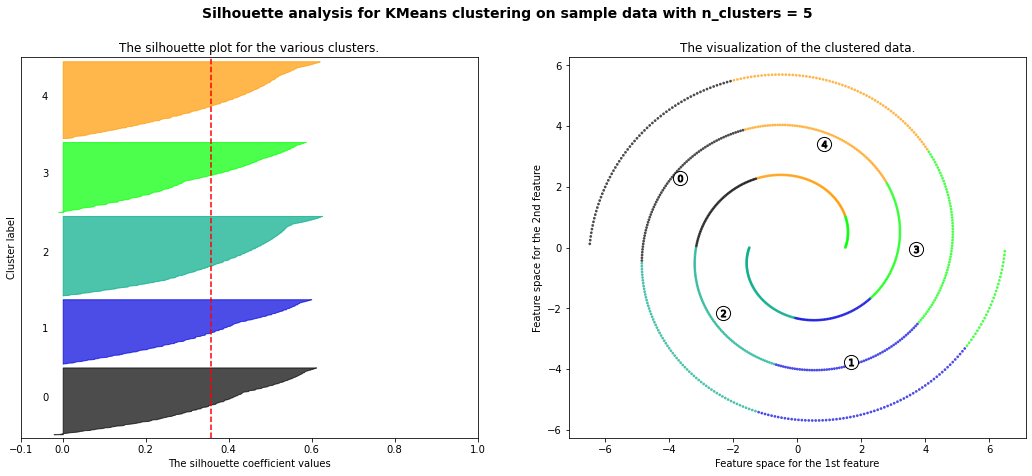 Silhouette analysis for KMeans clustering on sample data with n_clusters = 5
The silhouette plot for the various clusters.
Cluster label
4
3
2
1
0
-0.1 0.0 0.2 0.4 0.6 0.8 1.0
The silhouette coefficient values
The visualization of the clustered data.
Feature space for the 2nd feature
6
4
2
0
−2
−4
−6
4
0
3
2
1
−6 −4 −2 0 2 4 6
Feature space for the 1st feature